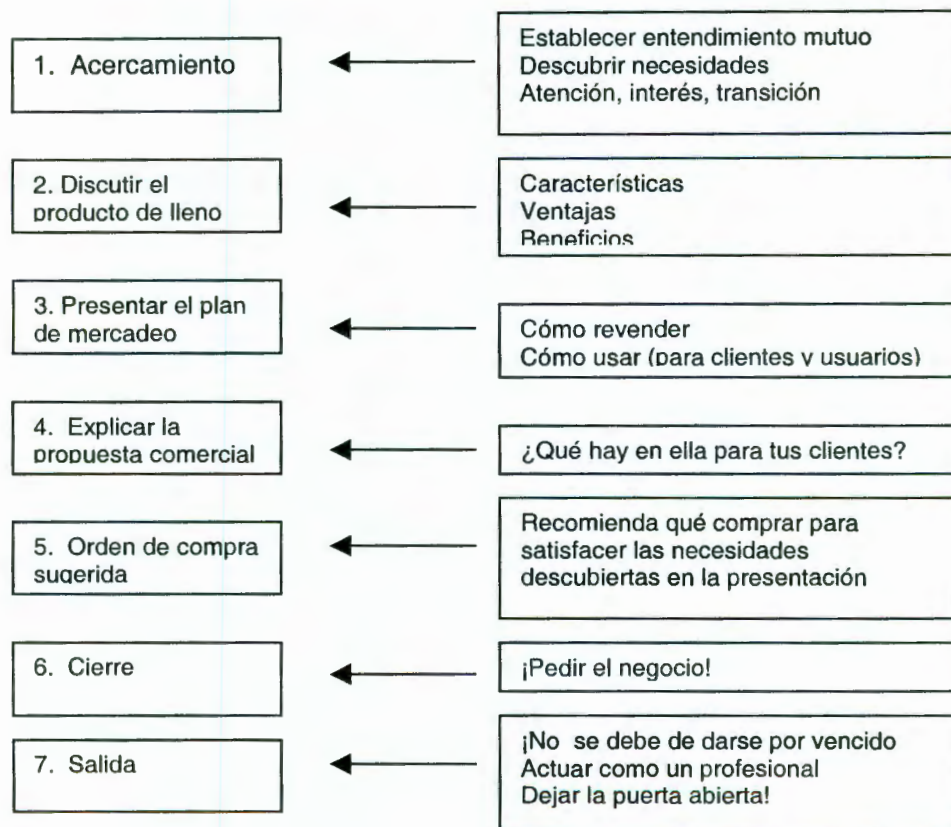 1. Acercamiento
Establecer entendimiento mutuo
Descubrir necesidades
Atención, interés, transición
2. Discutir el
producto de lleno
Características
Ventajas
Beneficios
3. Presentar el plan
de mercadeo
Cómo revender
Cómo usar (para clientes y usuarios)
4. Explicar la
propuesta comercial
¿Qué hay en ella para tus clientes?
5. Orden de compra
sugerida
Recomienda qué comprar para
satisfacer las necesidades
descubiertas en la presentación
6. Cierre
¡Pedir el negocio!
7. Salida
¡No se debe de darse por vencido
Actuar como un profesional
Dejar la puerta abierta!